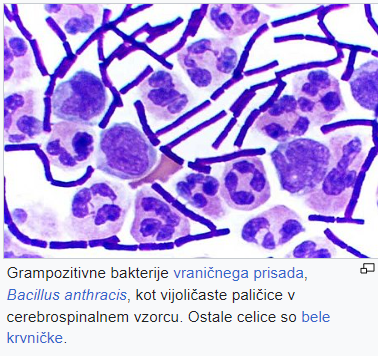 Grampozitivne bakterije vraničnega prisada,
Bacillus anthracis, kot vijoličaste paličice v
cerebrospinalnem vzorcu. Ostale celice so bele
krvničke.